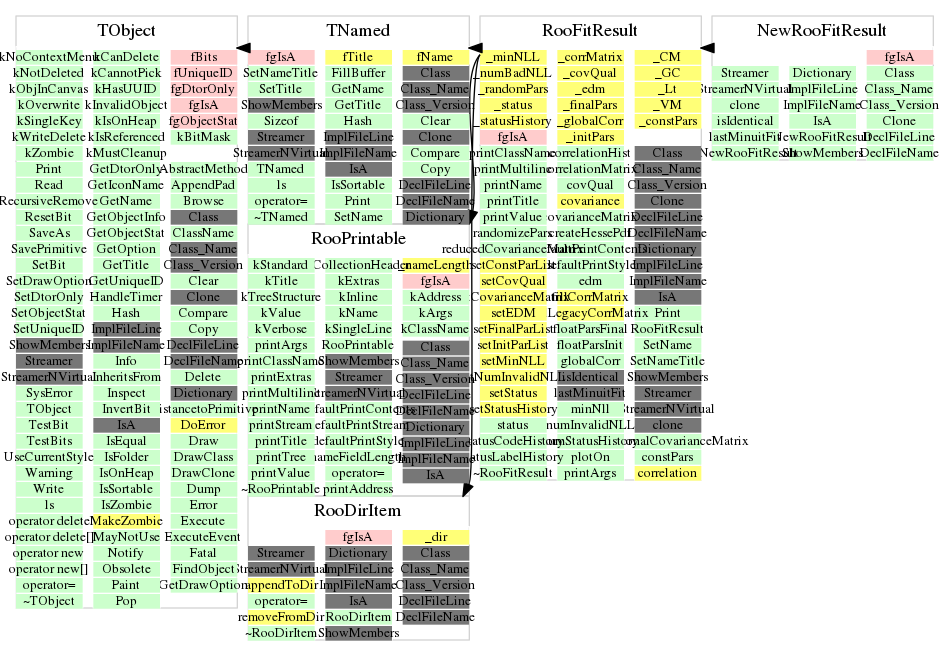 TObject
kNoContextMenu kCanDelete fBits
kNotDeleted kCannotPick fUniqueID
kObjInCanvas kHasUUID fgDtorOnly
kOverwrite kInvalidObject fgIsA
kSingleKey kIsOnHeap fgObjectStat
kWriteDelete kIsReferenced kBitMask
kZombie kMustCleanup
Print GetDtorOnly AbstractMethod
Read GetIconName AppendPad
RecursiveRemove GetName Browse
ResetBit GetObjectInfo Class
SaveAs GetObjectStat ClassName
SavePrimitive GetOption Class_Name
SetBit GetTitle Class_Version
SetDrawOption GetUniqueID Clear
SetDtorOnly HandleTimer Clone
SetObjectStat Hash Compare
SetUniqueID ImplFileLine Copy
ShowMembers ImplFileName DeclFileLine
Streamer Info DeclFileName
StreamerNVirtual InheritsFrom Delete
SysError Inspect Dictionary
TObject InvertBit istancetoPrimitive
TestBit IsA DoError
TestBits IsEqual Draw
UseCurrentStyle IsFolder DrawClass
Warning IsOnHeap DrawClone
Write IsSortable Dump
ls IsZombie Error
operator delete MakeZombie Execute
operator delete[] MayNotUse ExecuteEvent
operator new Notify Fatal
operator new[] Obsolete FindObject
operator= Paint GetDrawOption
~TObject Pop
TNamed
fgIsA fTitle fName
SetNameTitle FillBuffer Class
SetTitle GetName Class_Name
ShowMembers GetTitle Class_Version
Sizeof Hash Clear
Streamer ImplFileLine Clone
StreamerNVirtual ImplFileName Compare
TNamed IsA Copy
ls IsSortable DeclFileLine
operator= Print DeclFileName
~TNamed SetName Dictionary
RooPrintable
kStandard CollectionHeader _nameLength
kTitle kExtras fgIsA
kTreeStructure kInline kAddress
kValue kName kArgs
kVerbose kSingleLine kClassName
printArgs RooPrintable Class
printClassName ShowMembers Class_Name
printExtras Streamer Class_Version
printMultiline StreamerNVirtual DeclFileLine
printName faultPrintContents DeclFileName
printStream Dictionary
printTitle defaultPrintStyle
printTree nameFieldLength ImplFileLine
printValue operator= ImplFileName
~RooPrintable printAddress IsA
RooDirItem
fgIsA _dir
Streamer Dictionary Class
StreamerNVirtual ImplFileLine Class_Name
appendToDir ImplFileName Class_Version
operator= IsA DeclFileLine
removeFromDir RooDirItem DeclFileName
~RooDirItem ShowMembers
RooFitResult
_minNLL _corrMatrix _CM
_numBadNLL _covQual _GC
_randomPars _edm _Lt
_status _finalPars _VM
_statusHistory _globalCorr _constPars
fgIsA _initPars
printClassName correlationHist Class
printMultiline correlationMatrix Class_Name
printName covQual Class_Version
printTitle covariance Clone
printValue ovarianceMatrix DeclFileLine
randomizePars createHessePdf DeclFileName
reducedCovarianceMatrix Dictionary
setConstParList defaultPrintStyle ImplFileLine
setCovQual edm ImplFileName
CovarianceMatrix fillCorrMatrix IsA
setEDM LegacyCorrMatrix Print
setFinalParList floatParsFinal RooFitResult
setInitParList floatParsInit SetName
setMinNLL globalCorr SetNameTitle
NumInvalidNLL isIdentical ShowMembers
setStatus lastMinuitFit Streamer
setStatusHistory minNll StreamerNVirtual
status numInvalidNLL clone
plotOn constPars
~RooFitResult printArgs correlation
NewRooFitResult
fgIsA
Streamer Dictionary Class
StreamerNVirtual ImplFileLine Class_Name
clone ImplFileName Class_Version
isIdentical IsA Clone
lastMinuitFit NewRooFitResult DeclFileLine
NewRooFitResult ShowMembers DeclFileName